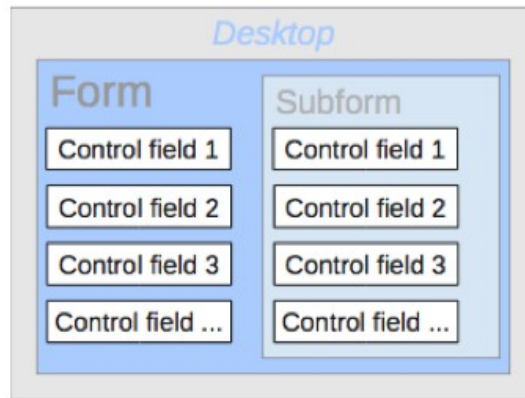 Desktop
Form
Control field 1
Control field 2
Control field 3
Control field ...
Subform
Control field 1
Control field 2
Control field 3
Control field ...